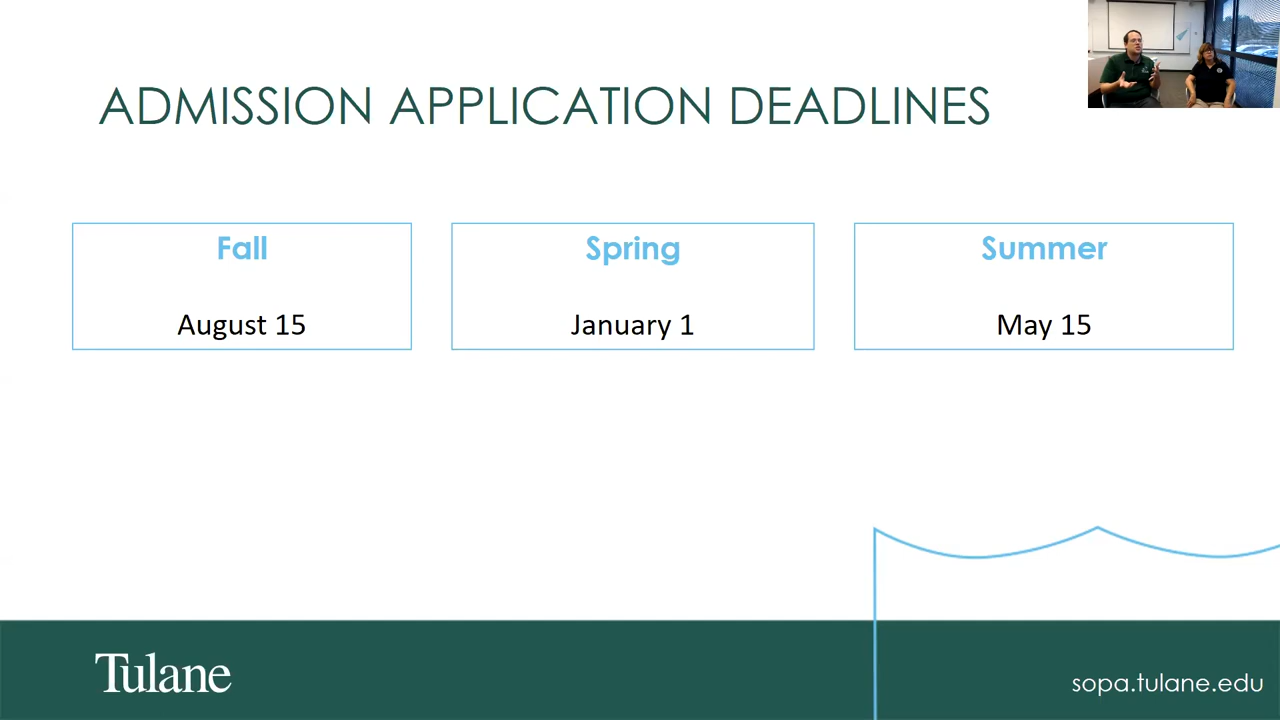 ADMISSION APPLICATION DEADLINES
Fall
August 15
Spring
January 1
Summer
May 15
Tulane
sopa.tulane.edu